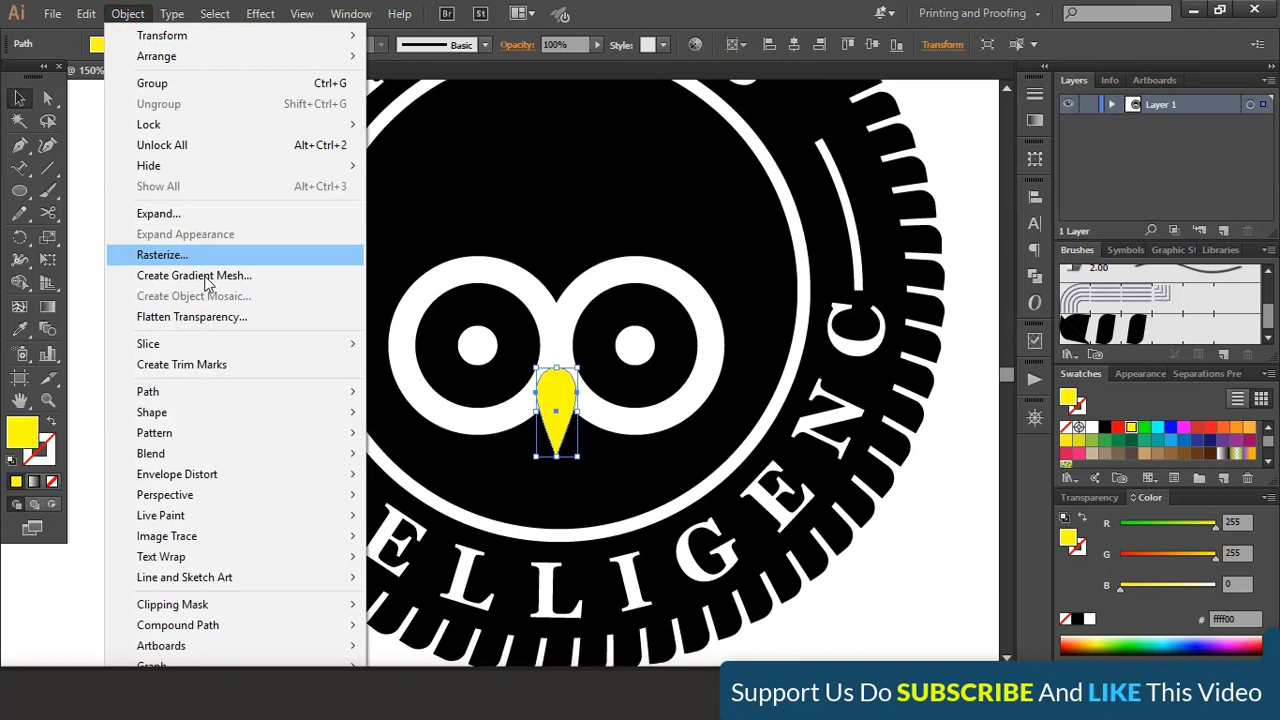 Ai File Edit Object Type Select Effect View Window Help Br St Printing and Proofing
Path Basic Opacity: 100% Style: Transform
@ 150%
Transform
Arrange
Group Ctrl+G
Ungroup Shift+Ctrl+G
Lock
Unlock All Alt+Ctrl+2
Hide
Show All Alt+Ctrl+3
Expand...
Expand Appearance
Rasterize...
Create Gradient Mesh...
Create Object Mosaic...
Flatten Transparency...
Slice
Create Trim Marks
Path
Shape
Pattern
Blend
Envelope Distort
Perspective
Live Paint
Image Trace
Text Wrap
Line and Sketch Art
Clipping Mask
Compound Path
Artboards
Graph
ELLIGENC
Layers Info Artboards
Layer 1
1 Layer
Brushes Symbols Graphic St Libraries
2.00
Swatches Appearance Separations Pre
Transparency Color
R 255
G 255
B 0
# ffff00
Support Us Do SUBSCRIBE And LIKE This Video